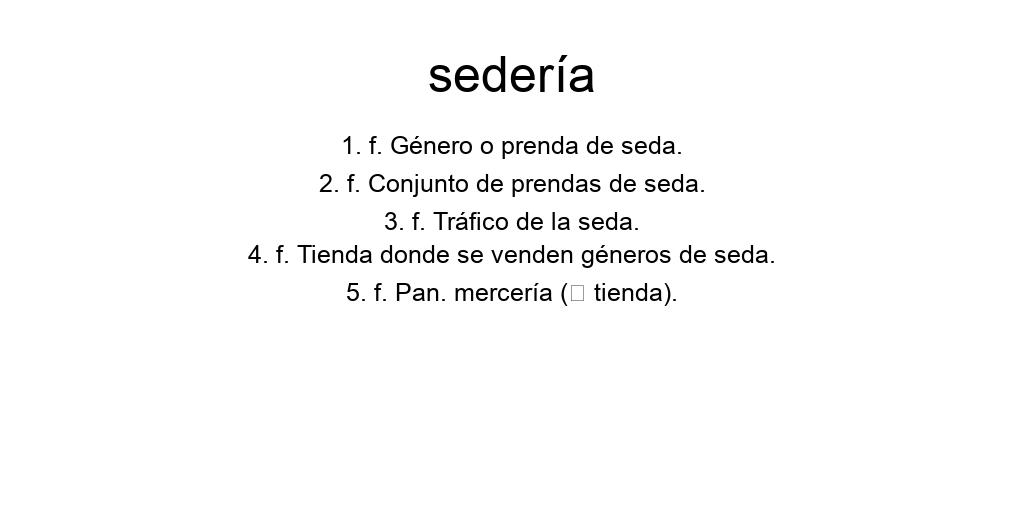 sedería
1. f. Género o prenda de seda.
2. f. Conjunto de prendas de seda.
3. f. Tráfico de la seda.
4. f. Tienda donde se venden géneros de seda.
5. f. Pan. mercería (□ tienda).